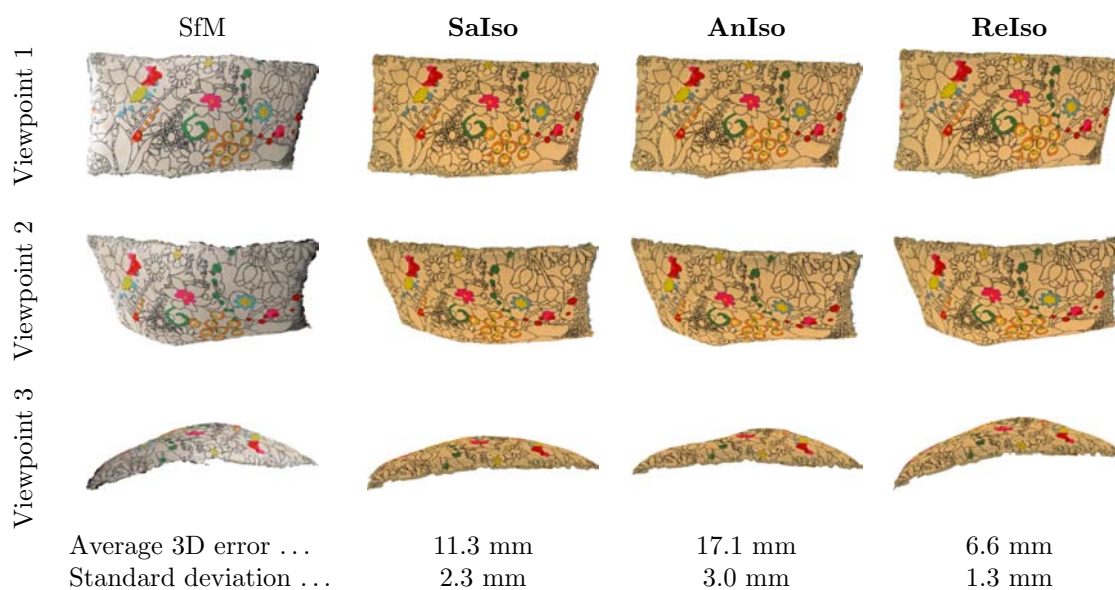 SfM SaIso AnIso ReIso
Viewpoint 1
Viewpoint 2
Viewpoint 3
Average 3D error ... 11.3 mm 17.1 mm 6.6 mm
Standard deviation ... 2.3 mm 3.0 mm 1.3 mm